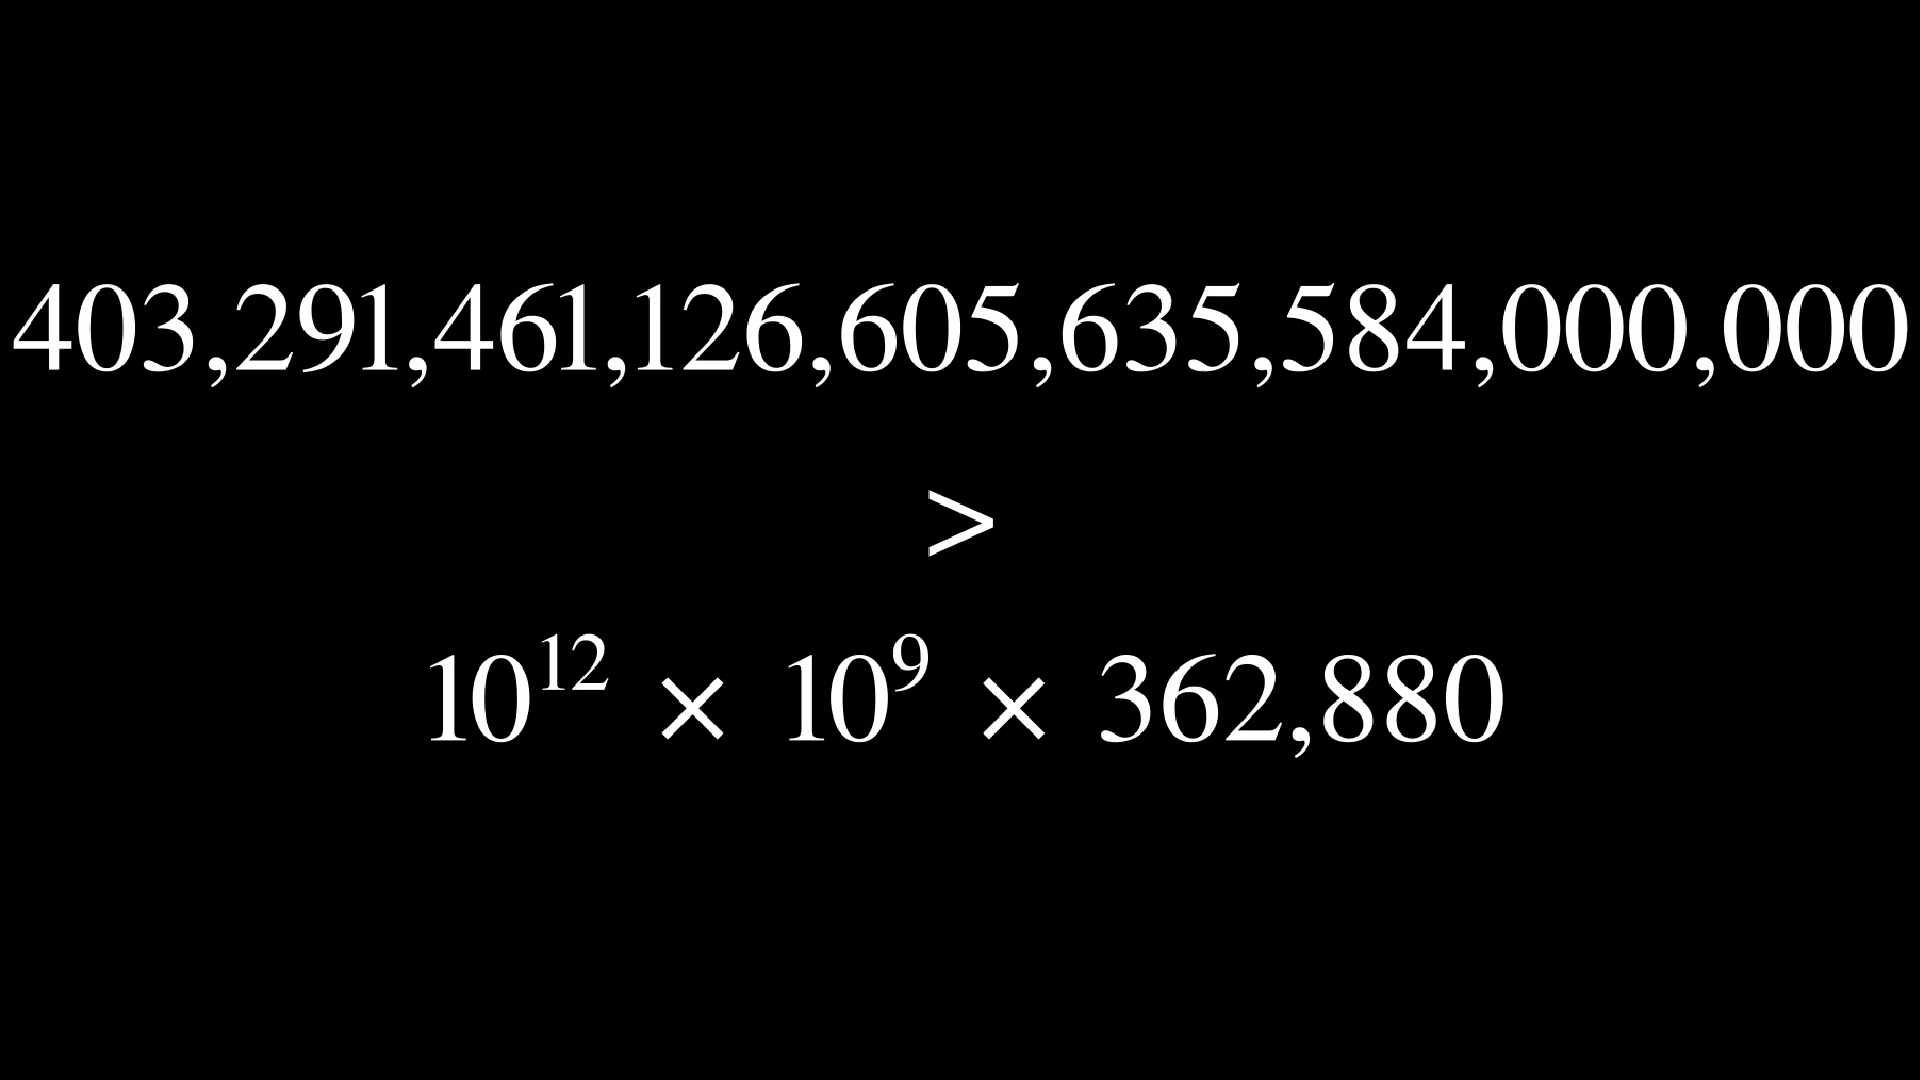 403,291,461,126,605,635,584,000,000
>
10¹² × 10⁹ × 362,880